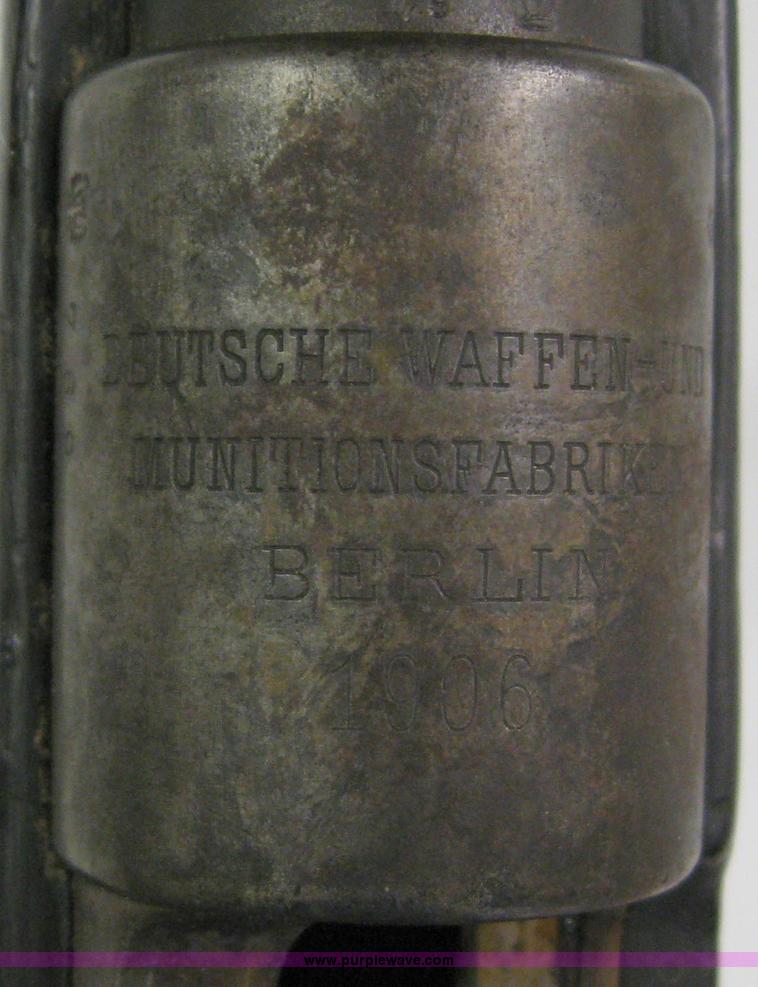 DEUTSCHE WAFFEN-UND
MUNITIONSFABRIKEN
BERLIN
1906
www.purplewave.com